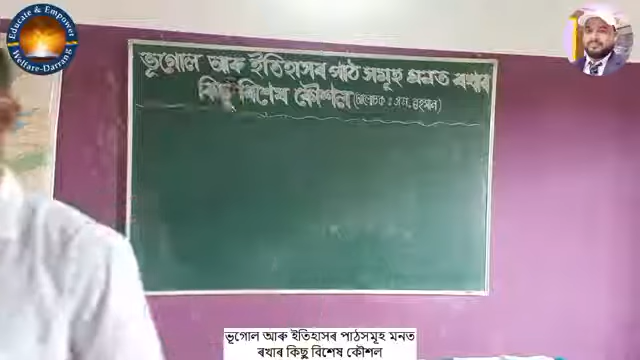 Educate & Empower
Welfare-Darrang
ভূগোল আৰু ইতিহাসৰ পাঠ সমূহ মনত ৰখাৰ
কিছু বিশেষ কৌশল
ভূগোল আৰু ইতিহাসৰ পাঠসমূহ মনত
ৰখাৰ কিছু বিশেষ কৌশল